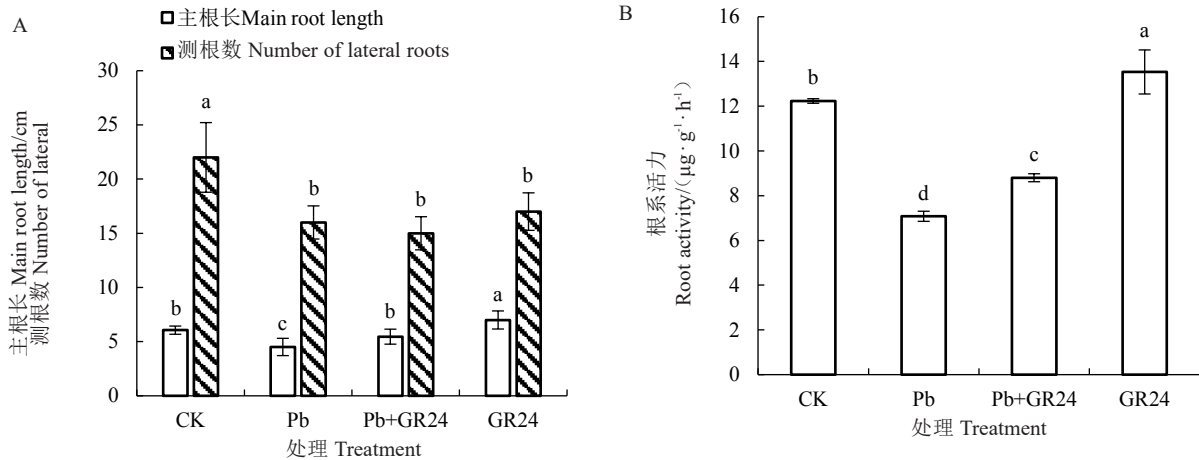 A
主根长Main root length
测根数 Number of lateral roots
主根长 Main root length/cm
测根数 Number of lateral
30
25
20
15
10
5
0
b
a
c
b
b
b
a
b
CK
Pb
Pb+GR24
GR24
处理 Treatment
B
根系活力
Root activity/(μg·g⁻¹·h⁻¹)
16
14
12
10
8
6
4
2
0
b
d
c
a
CK
Pb
Pb+GR24
GR24
处理 Treatment